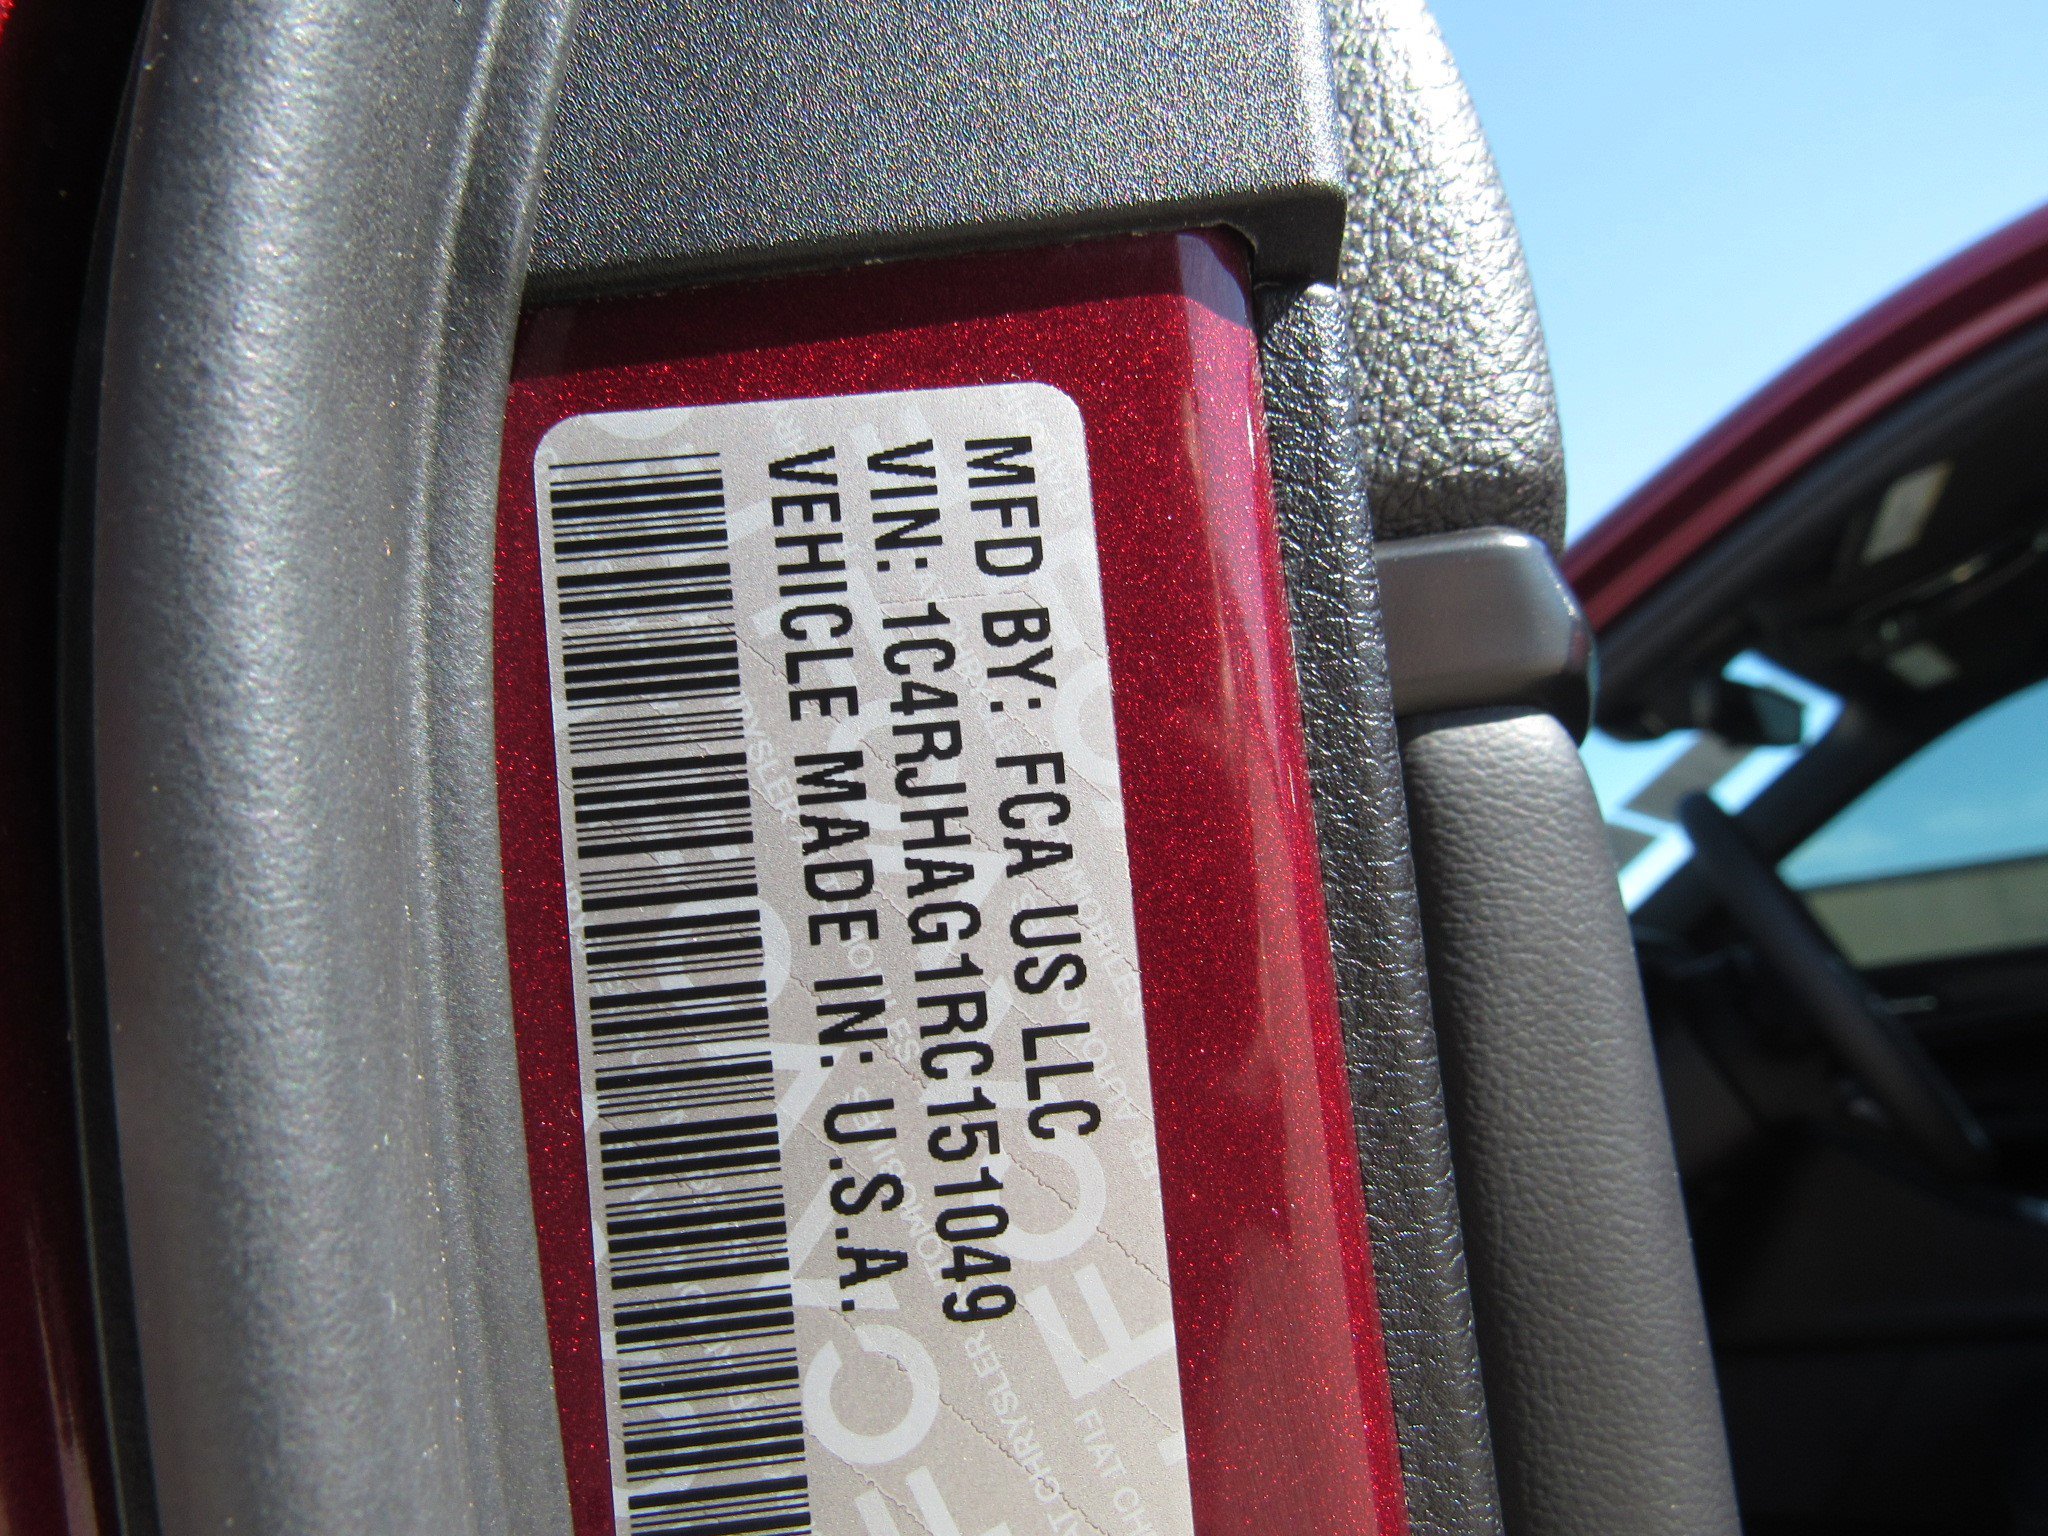 MFD BY: FCA US LLC
VIN: 1C4RJHAG1RC151049
VEHICLE MADE IN: U.S.A.